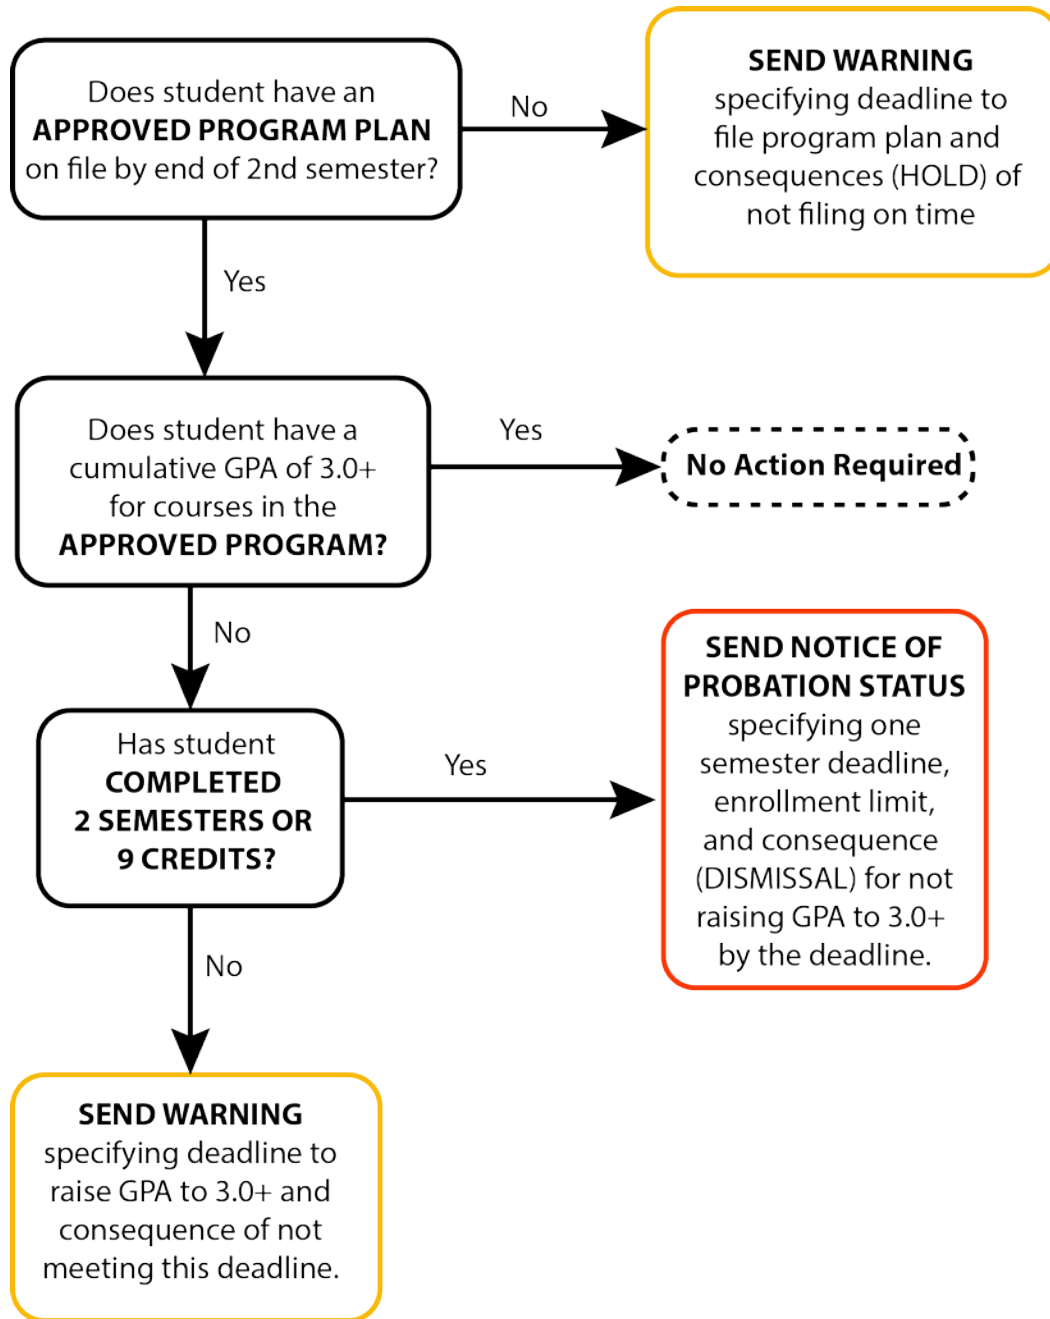 Does student have an
APPROVED PROGRAM PLAN
on file by end of 2nd semester?
No
SEND WARNING
specifying deadline to
file program plan and
consequences (HOLD) of
not filing on time
Yes
Does student have a
cumulative GPA of 3.0+
for courses in the
APPROVED PROGRAM?
Yes
No Action Required
No
Has student
COMPLETED
2 SEMESTERS OR
9 CREDITS?
Yes
SEND NOTICE OF
PROBATION STATUS
specifying one
semester deadline,
enrollment limit,
and consequence
(DISMISSAL) for not
raising GPA to 3.0+
by the deadline.
No
SEND WARNING
specifying deadline to
raise GPA to 3.0+ and
consequence of not
meeting this deadline.